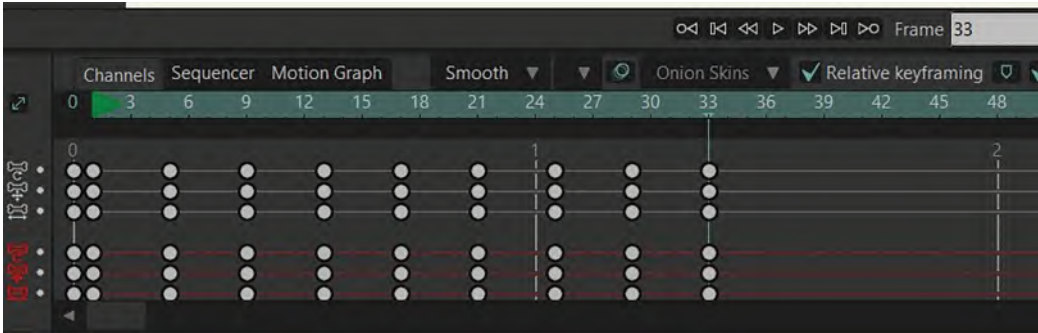 Frame 33
Channels Sequencer Motion Graph Smooth Onion Skins Relative keyframing
0 3 6 9 12 15 18 21 24 27 30 33 36 39 42 45 48
0 1 2